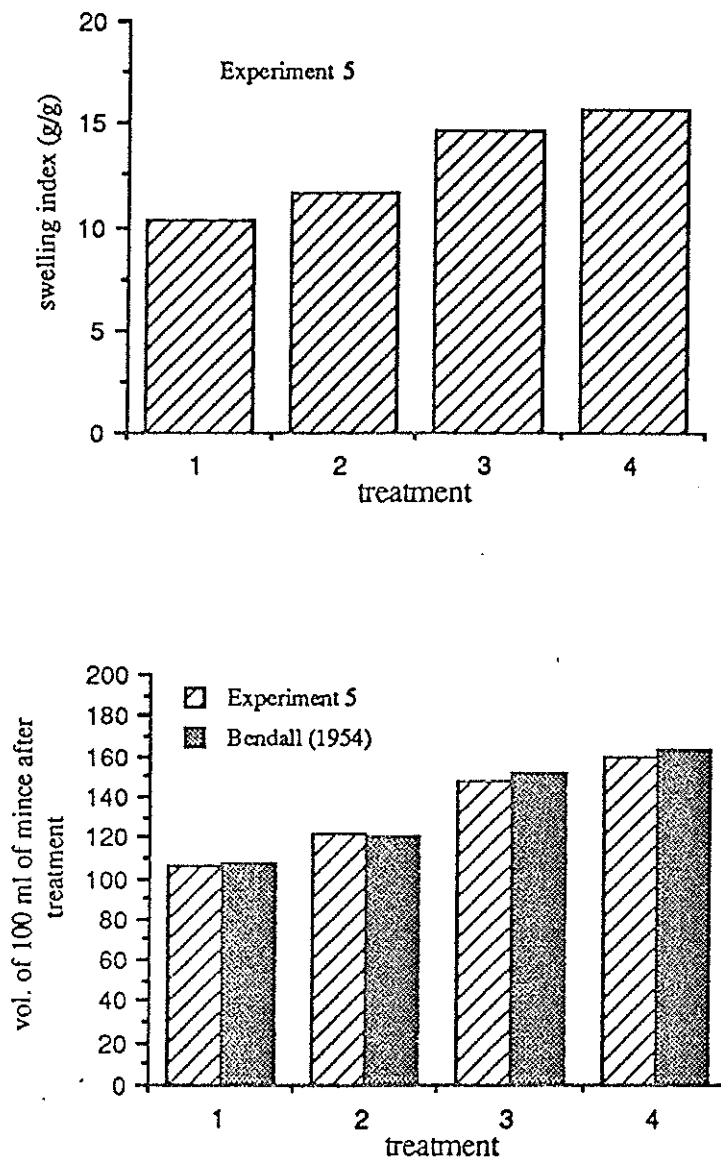 20
Experiment 5
15
10
5
0
swelling index (g/g)
1 2 3 4
treatment
200
Experiment 5
180
Bendall (1954)
160
140
120
100
80
60
40
20
0
vol. of 100 ml of mince after
treatment
1 2 3 4
treatment